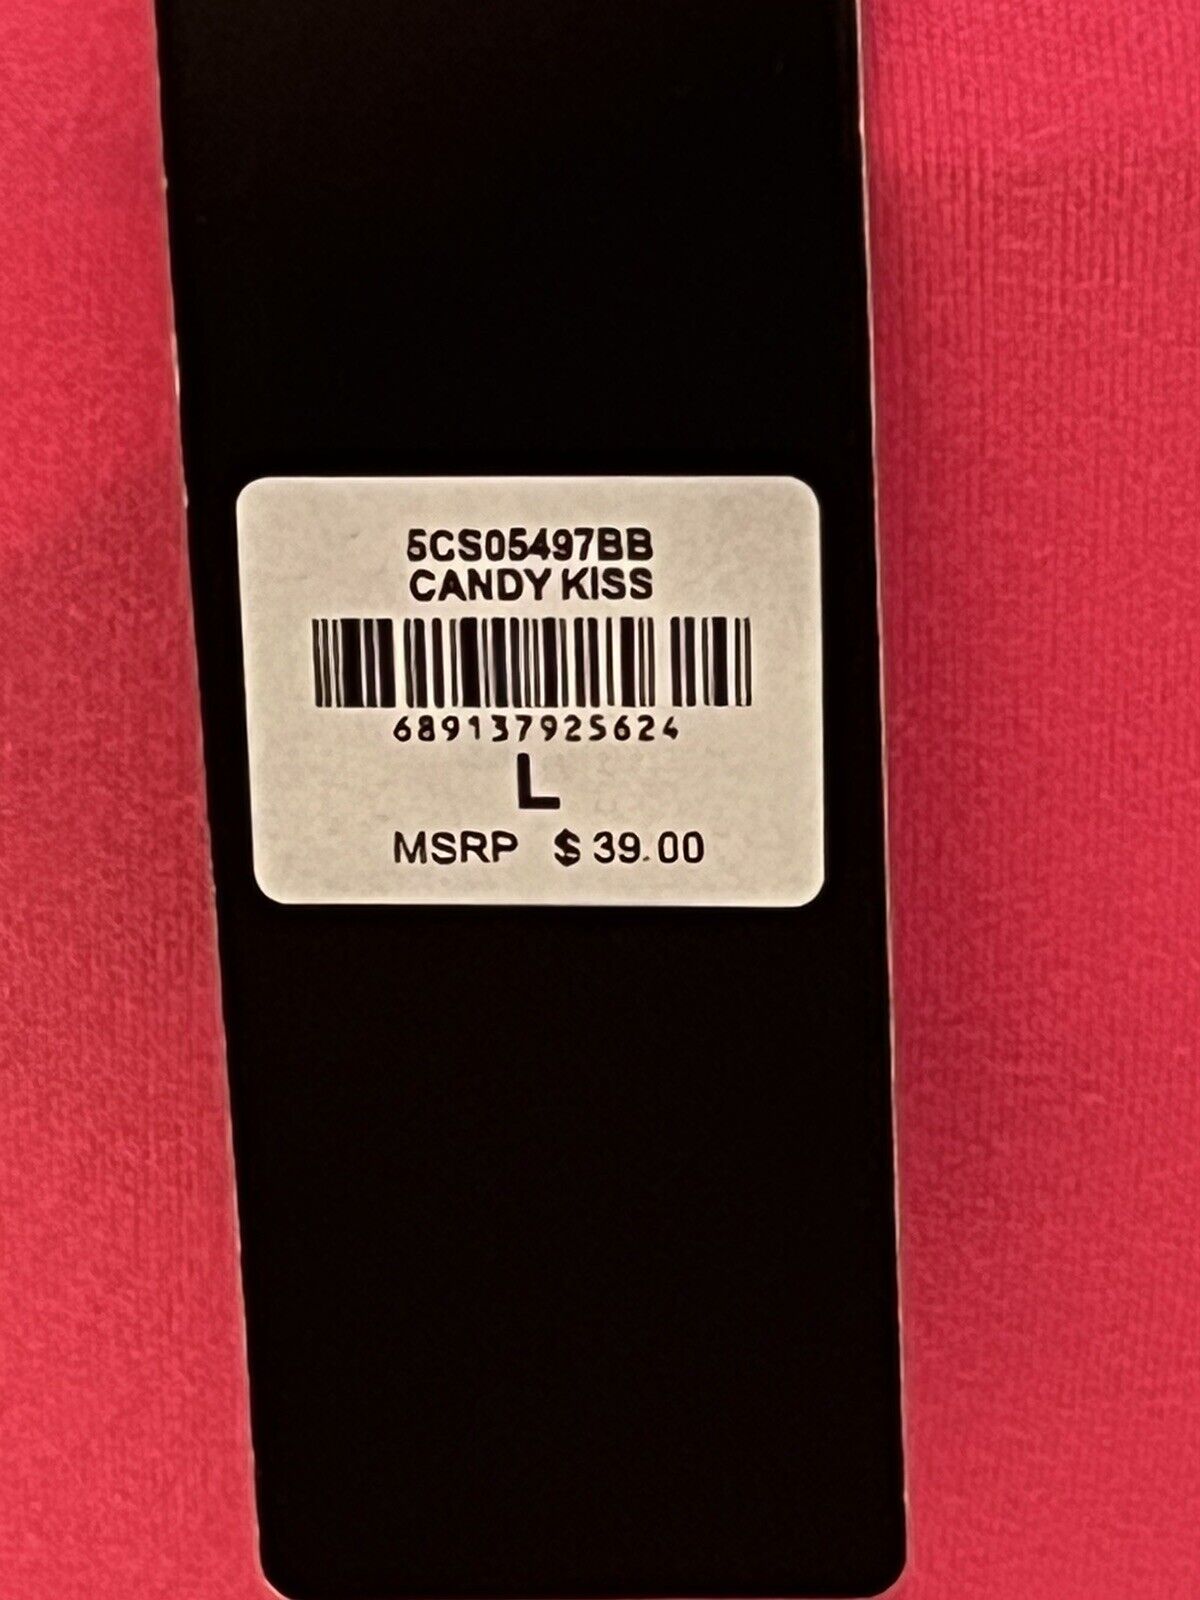 5CS05497BB
CANDY KISS
689137925624
L
MSRP $ 39.00